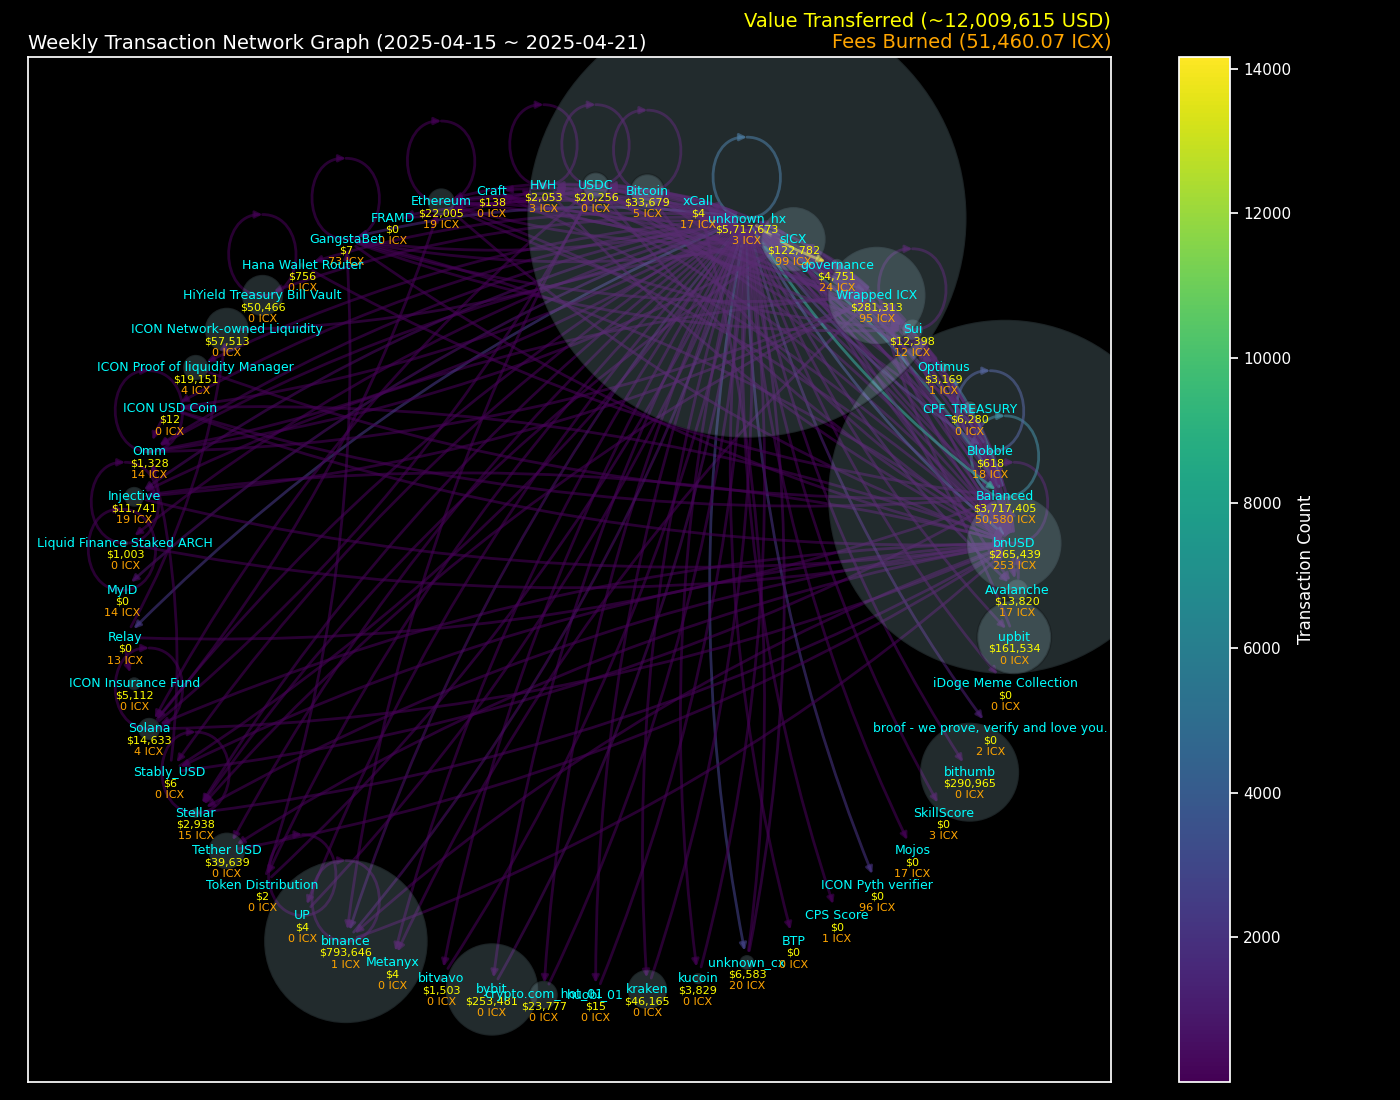 Value Transferred (~12,009,615 USD)
Weekly Transaction Network Graph (2025-04-15 ~ 2025-04-21)
Fees Burned (51,460.07 ICX)
HVH
$2,053
3 ICX
USDC
$20,256
0 ICX
Bitcoin
$33,679
5 ICX
xCall
$4
17 ICX
unknown_hx
$5,717,673
3 ICX
sICX
$122,782
99 ICX
governance
$4,751
24 ICX
Wrapped ICX
$281,313
95 ICX
Sui
$12,398
12 ICX
Optimus
$3,169
1 ICX
CPF_TREASURY
$6,280
0 ICX
Blobble
$618
18 ICX
Balanced
$3,717,405
50,580 ICX
bnUSD
$265,439
253 ICX
Avalanche
$13,820
17 ICX
upbit
$161,534
0 ICX
iDoge Meme Collection
$0
0 ICX
broof - we prove, verify and love you.
$0
2 ICX
bithumb
$290,965
0 ICX
SkillScore
$0
3 ICX
Mojos
$0
17 ICX
ICON Pyth verifier
$0
96 ICX
CPS Score
$0
1 ICX
BTP
$0
0 ICX
unknown_cx
$6,583
20 ICX
kucoin
$3,829
0 ICX
kraken
$46,165
0 ICX
huobi_01
$15
0 ICX
crypto.com_hot_01
$23,777
0 ICX
bybit
$253,481
0 ICX
bitvavo
$1,503
0 ICX
Metanyx
$4
0 ICX
binance
$793,646
1 ICX
UP
$4
0 ICX
Token Distribution
$2
0 ICX
Tether USD
$39,639
0 ICX
Stellar
$2,938
15 ICX
Stably_USD
$6
0 ICX
Solana
$14,633
4 ICX
ICON Insurance Fund
$5,112
0 ICX
Relay
$0
13 ICX
MyID
$0
14 ICX
Liquid Finance Staked ARCH
$1,003
0 ICX
Injective
$11,741
19 ICX
Omm
$1,328
14 ICX
ICON USD Coin
$12
0 ICX
ICON Proof of liquidity Manager
$19,151
4 ICX
ICON Network-owned Liquidity
$57,513
0 ICX
HiYield Treasury Bill Vault
$50,466
0 ICX
Hana Wallet Router
$756
0 ICX
GangstaBet
$7
73 ICX
FRAMD
$0
0 ICX
Ethereum
$22,005
19 ICX
Craft
$138
0 ICX
14000
12000
10000
8000
6000
4000
2000
Transaction Count